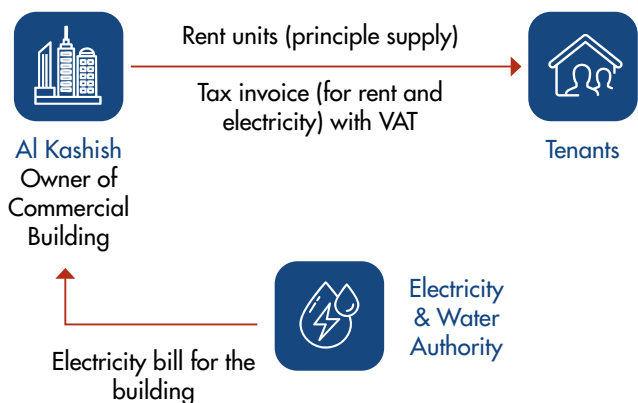 Rent units (principle supply)
Tax invoice (for rent and
electricity) with VAT
Al Kashish
Owner of
Commercial
Building
Tenants
Electricity
& Water
Authority
Electricity bill for the
building